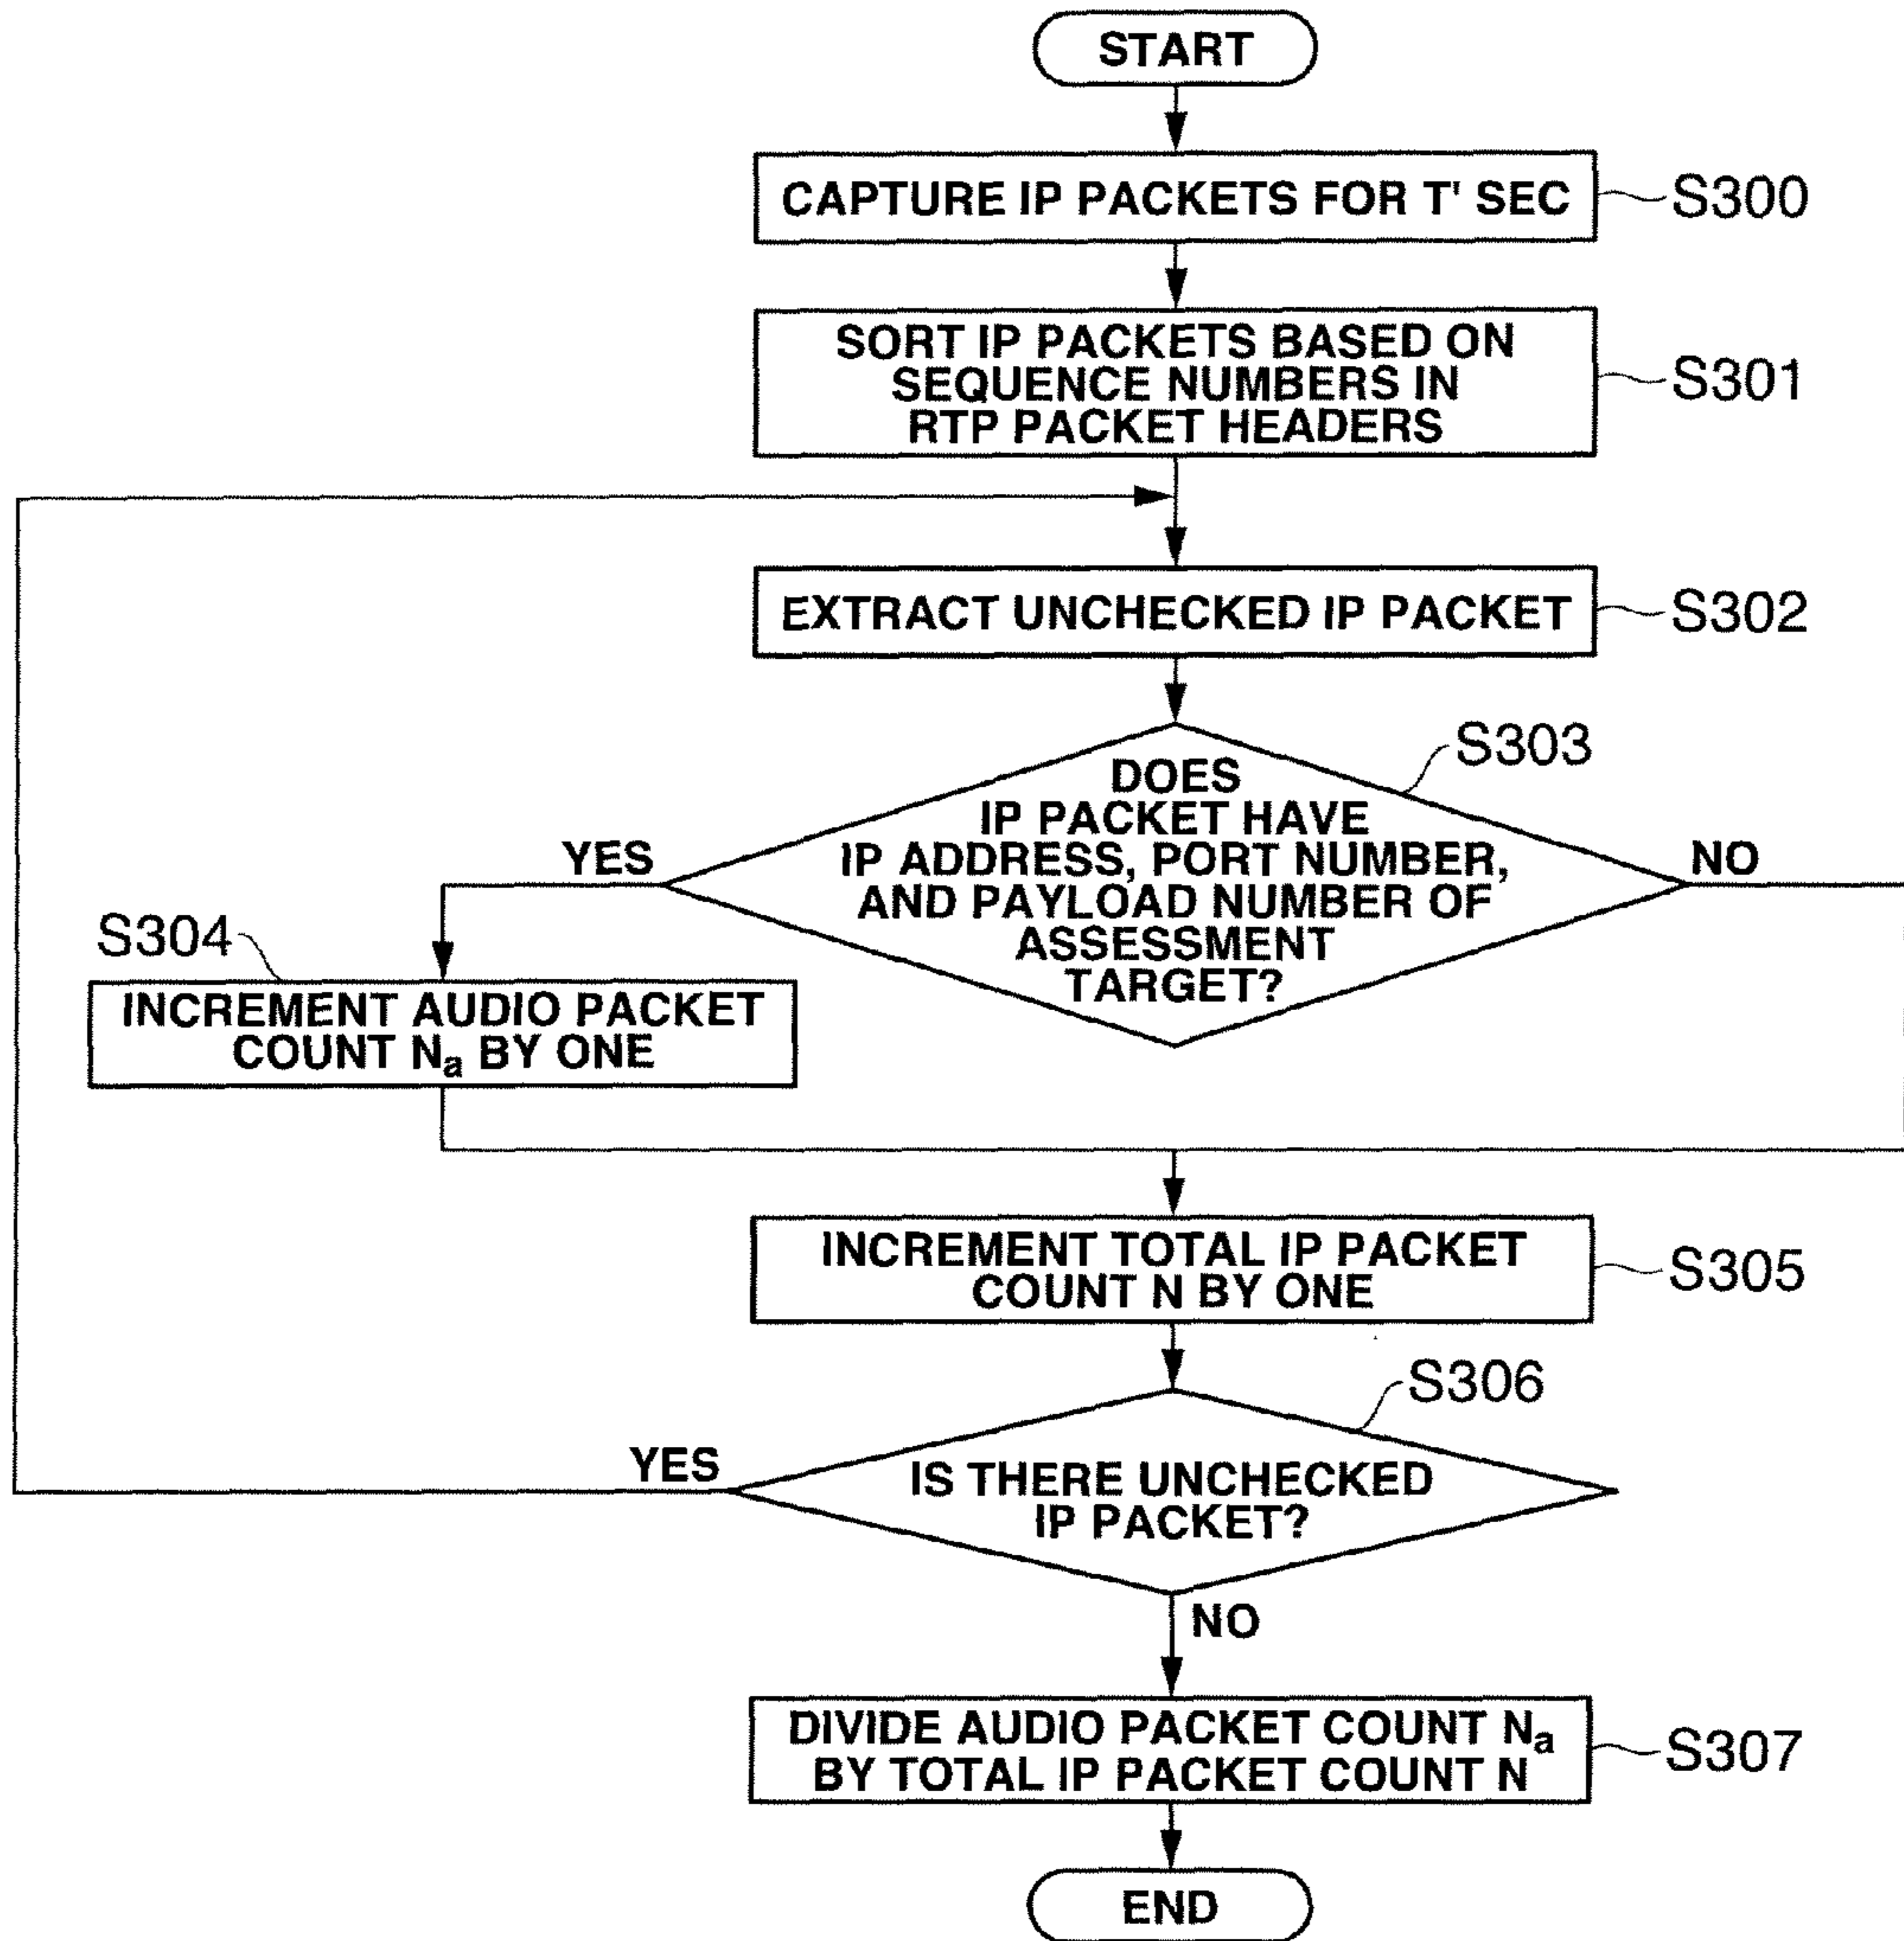 START
CAPTURE IP PACKETS FOR T' SEC
S300
SORT IP PACKETS BASED ON
SEQUENCE NUMBERS IN
RTP PACKET HEADERS
S301
EXTRACT UNCHECKED IP PACKET
S302
S303
DOES
IP PACKET HAVE
IP ADDRESS, PORT NUMBER,
AND PAYLOAD NUMBER OF
ASSESSMENT
TARGET?
YES
NO
S304
INCREMENT AUDIO PACKET
COUNT Na BY ONE
INCREMENT TOTAL IP PACKET
COUNT N BY ONE
S305
S306
YES
IS THERE UNCHECKED
IP PACKET?
NO
DIVIDE AUDIO PACKET COUNT Na
BY TOTAL IP PACKET COUNT N
S307
END